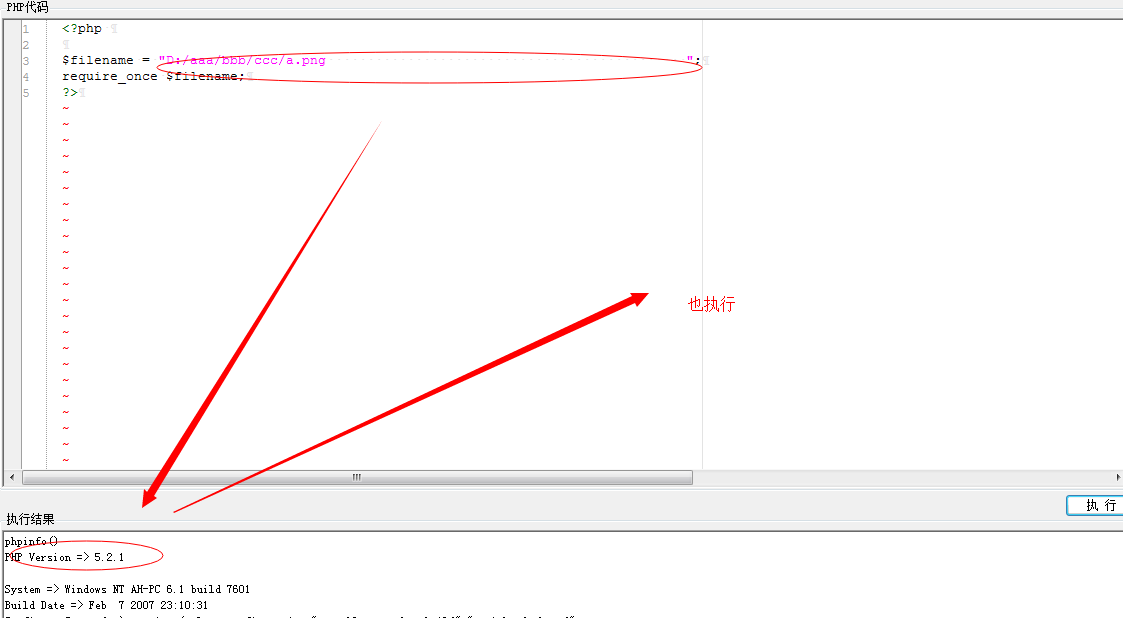 PHP代码
1 <?php
2
3 $filename = "D:/aaa/bbb/ccc/a.png                                             ";
4 require_once $filename;
5 ?>
~
~
~
~
~
~
~
~
~
~
~
~
也执行
~
~
~
~
~
~
~
~
~
~
~
执行结果
执 行
phpinfo()
PHP Version => 5.2.1
System => Windows NT AH-PC 6.1 build 7601
Build Date => Feb  7 2007 23:10:31